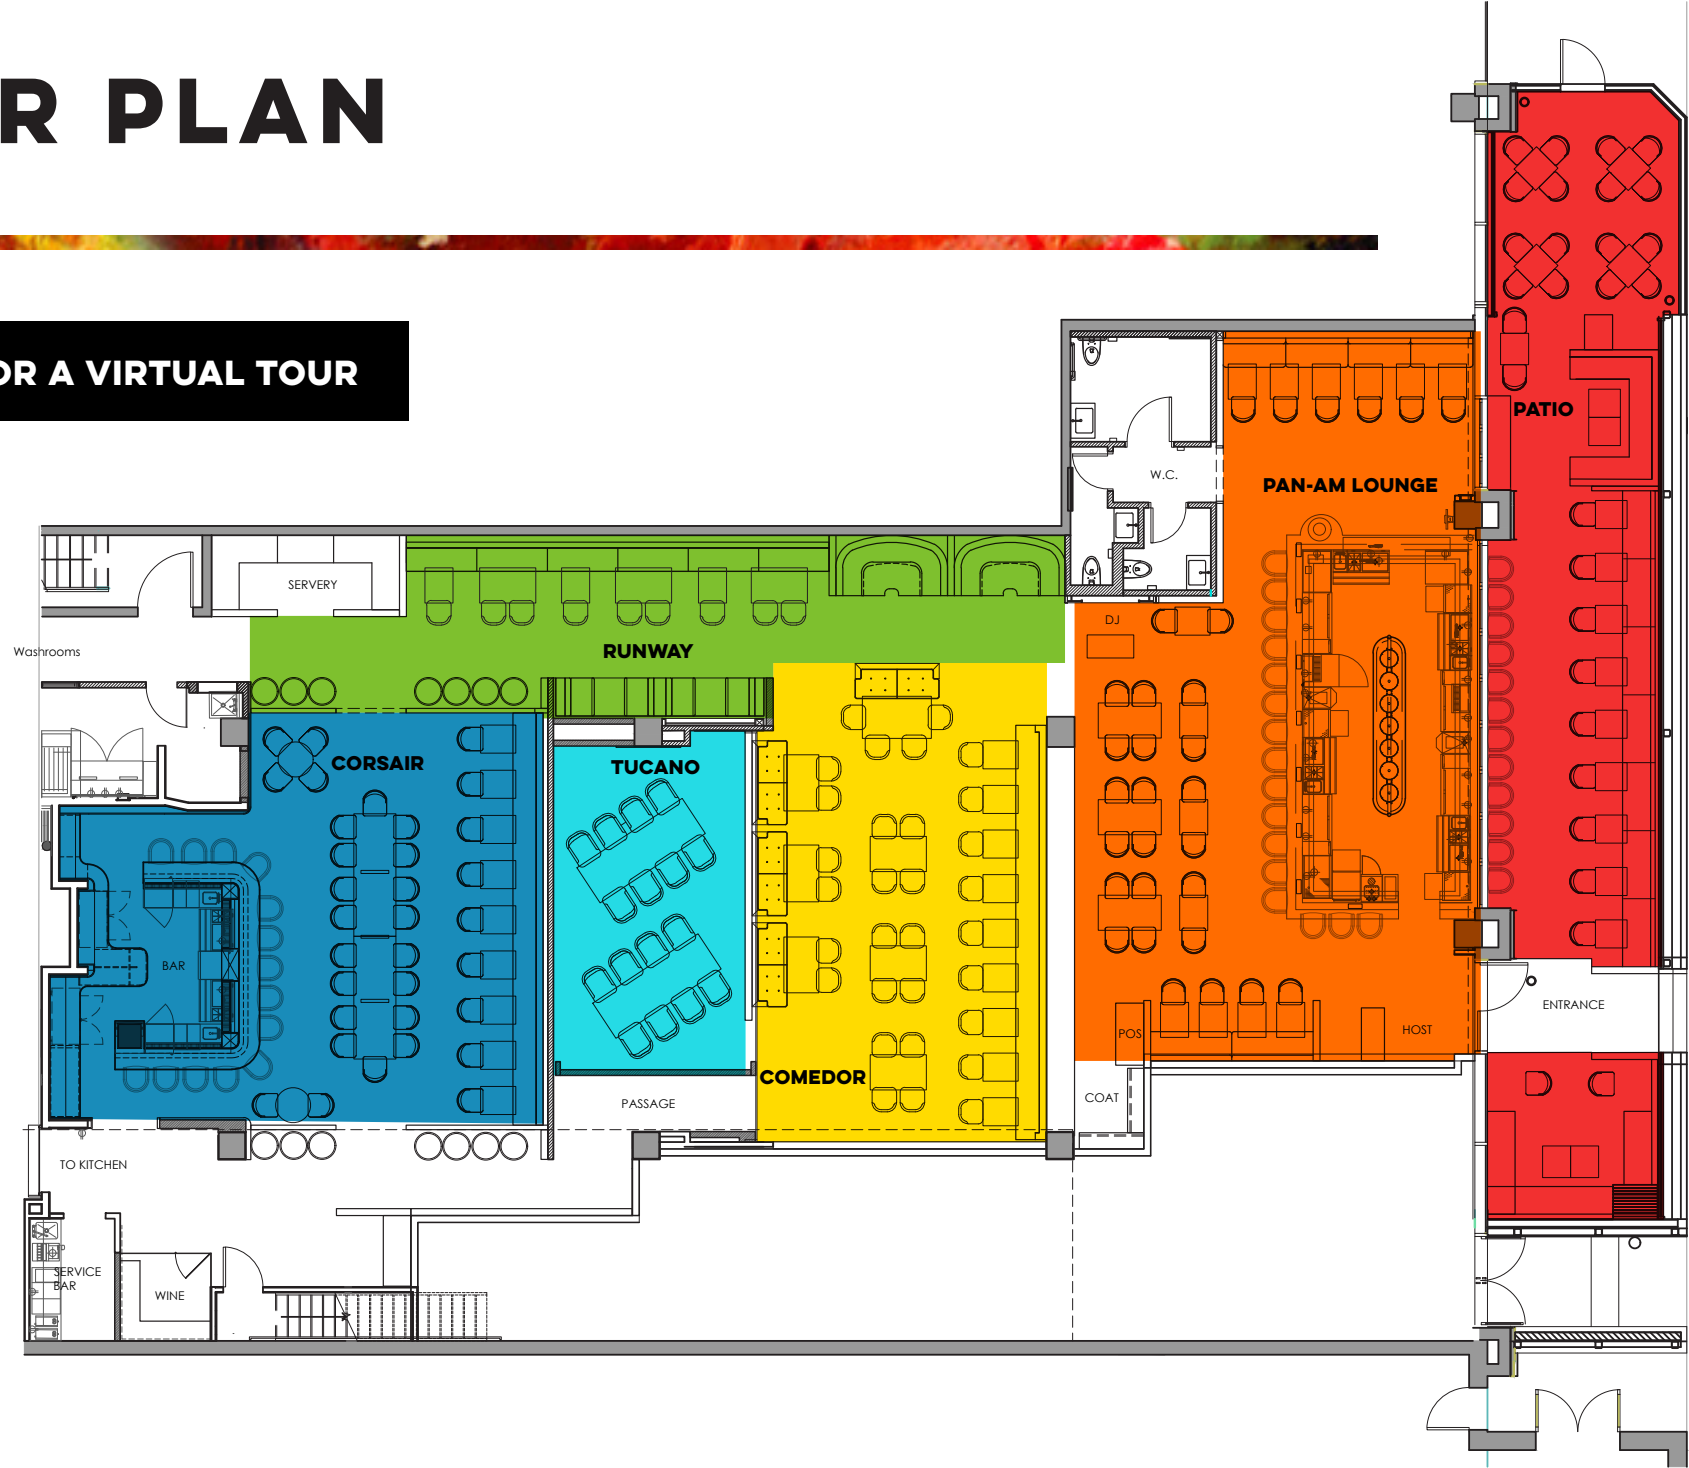 R PLAN
OR A VIRTUAL TOUR
PATIO
W.C.
PAN-AM LOUNGE
SERVERY
DJ
Washrooms
RUNWAY
CORSAIR
TUCANO
BAR
ENTRANCE
POS
HOST
COMEDOR
PASSAGE
COAT
TO KITCHEN
SERVICE
BAR
WINE